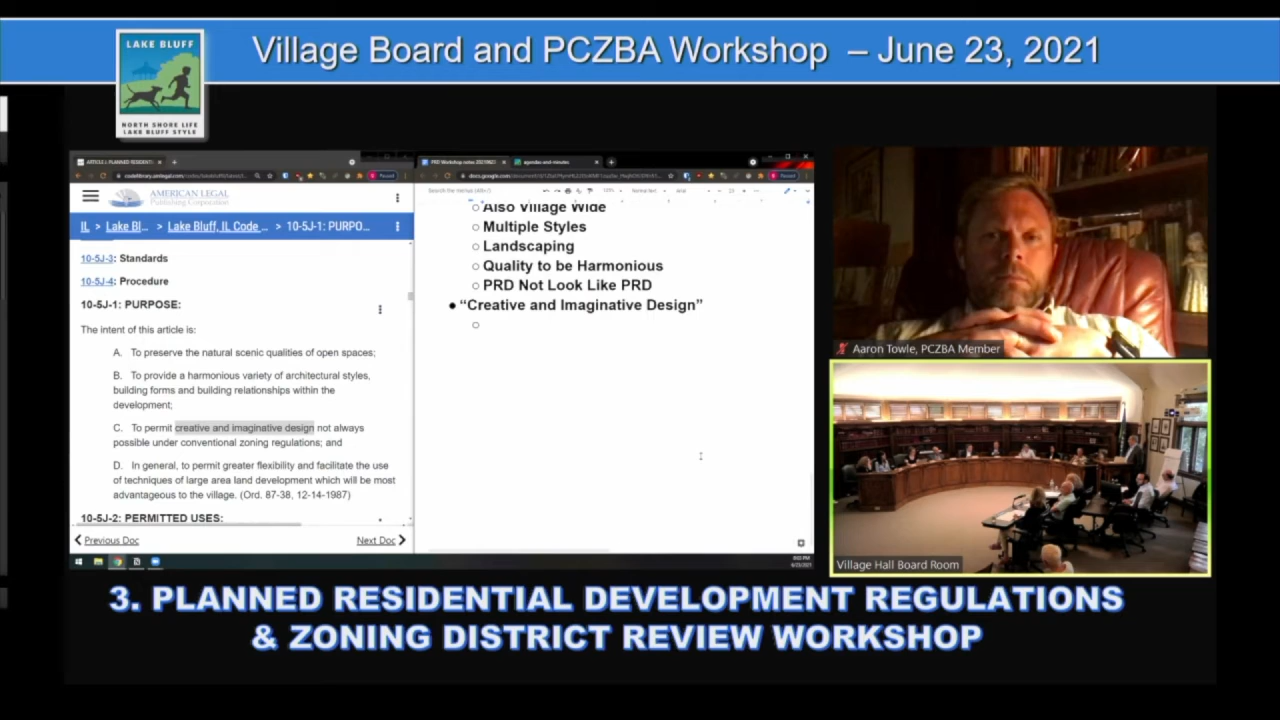 LAKE BLUFF
NORTH SHORE LIFE
LAKE BLUFF STYLE
Village Board and PCZBA Workshop – June 23, 2021
AMERICAN LEGAL
Publishing Corporation
IL > Lake Bl... > Lake Bluff, IL Code ... > 10-5J-1: PURPO...
10-5J-3: Standards
10-5J-4: Procedure
10-5J-1: PURPOSE:
The intent of this article is:
A. To preserve the natural scenic qualities of open spaces;
B. To provide a harmonious variety of architectural styles,
building forms and building relationships within the
development;
C. To permit creative and imaginative design not always
possible under conventional zoning regulations; and
D. In general, to permit greater flexibility and facilitate the use
of techniques of large area land development which will be most
advantageous to the village. (Ord. 87-38, 12-14-1987)
10-5J-2: PERMITTED USES:
Previous Doc
Next Doc
agendas-and-minutes
Normal text
Also Village Wide
Multiple Styles
Landscaping
Quality to be Harmonious
PRD Not Look Like PRD
“Creative and Imaginative Design”
Aaron Towle, PCZBA Member
Village Hall Board Room
3. PLANNED RESIDENTIAL DEVELOPMENT REGULATIONS
& ZONING DISTRICT REVIEW WORKSHOP